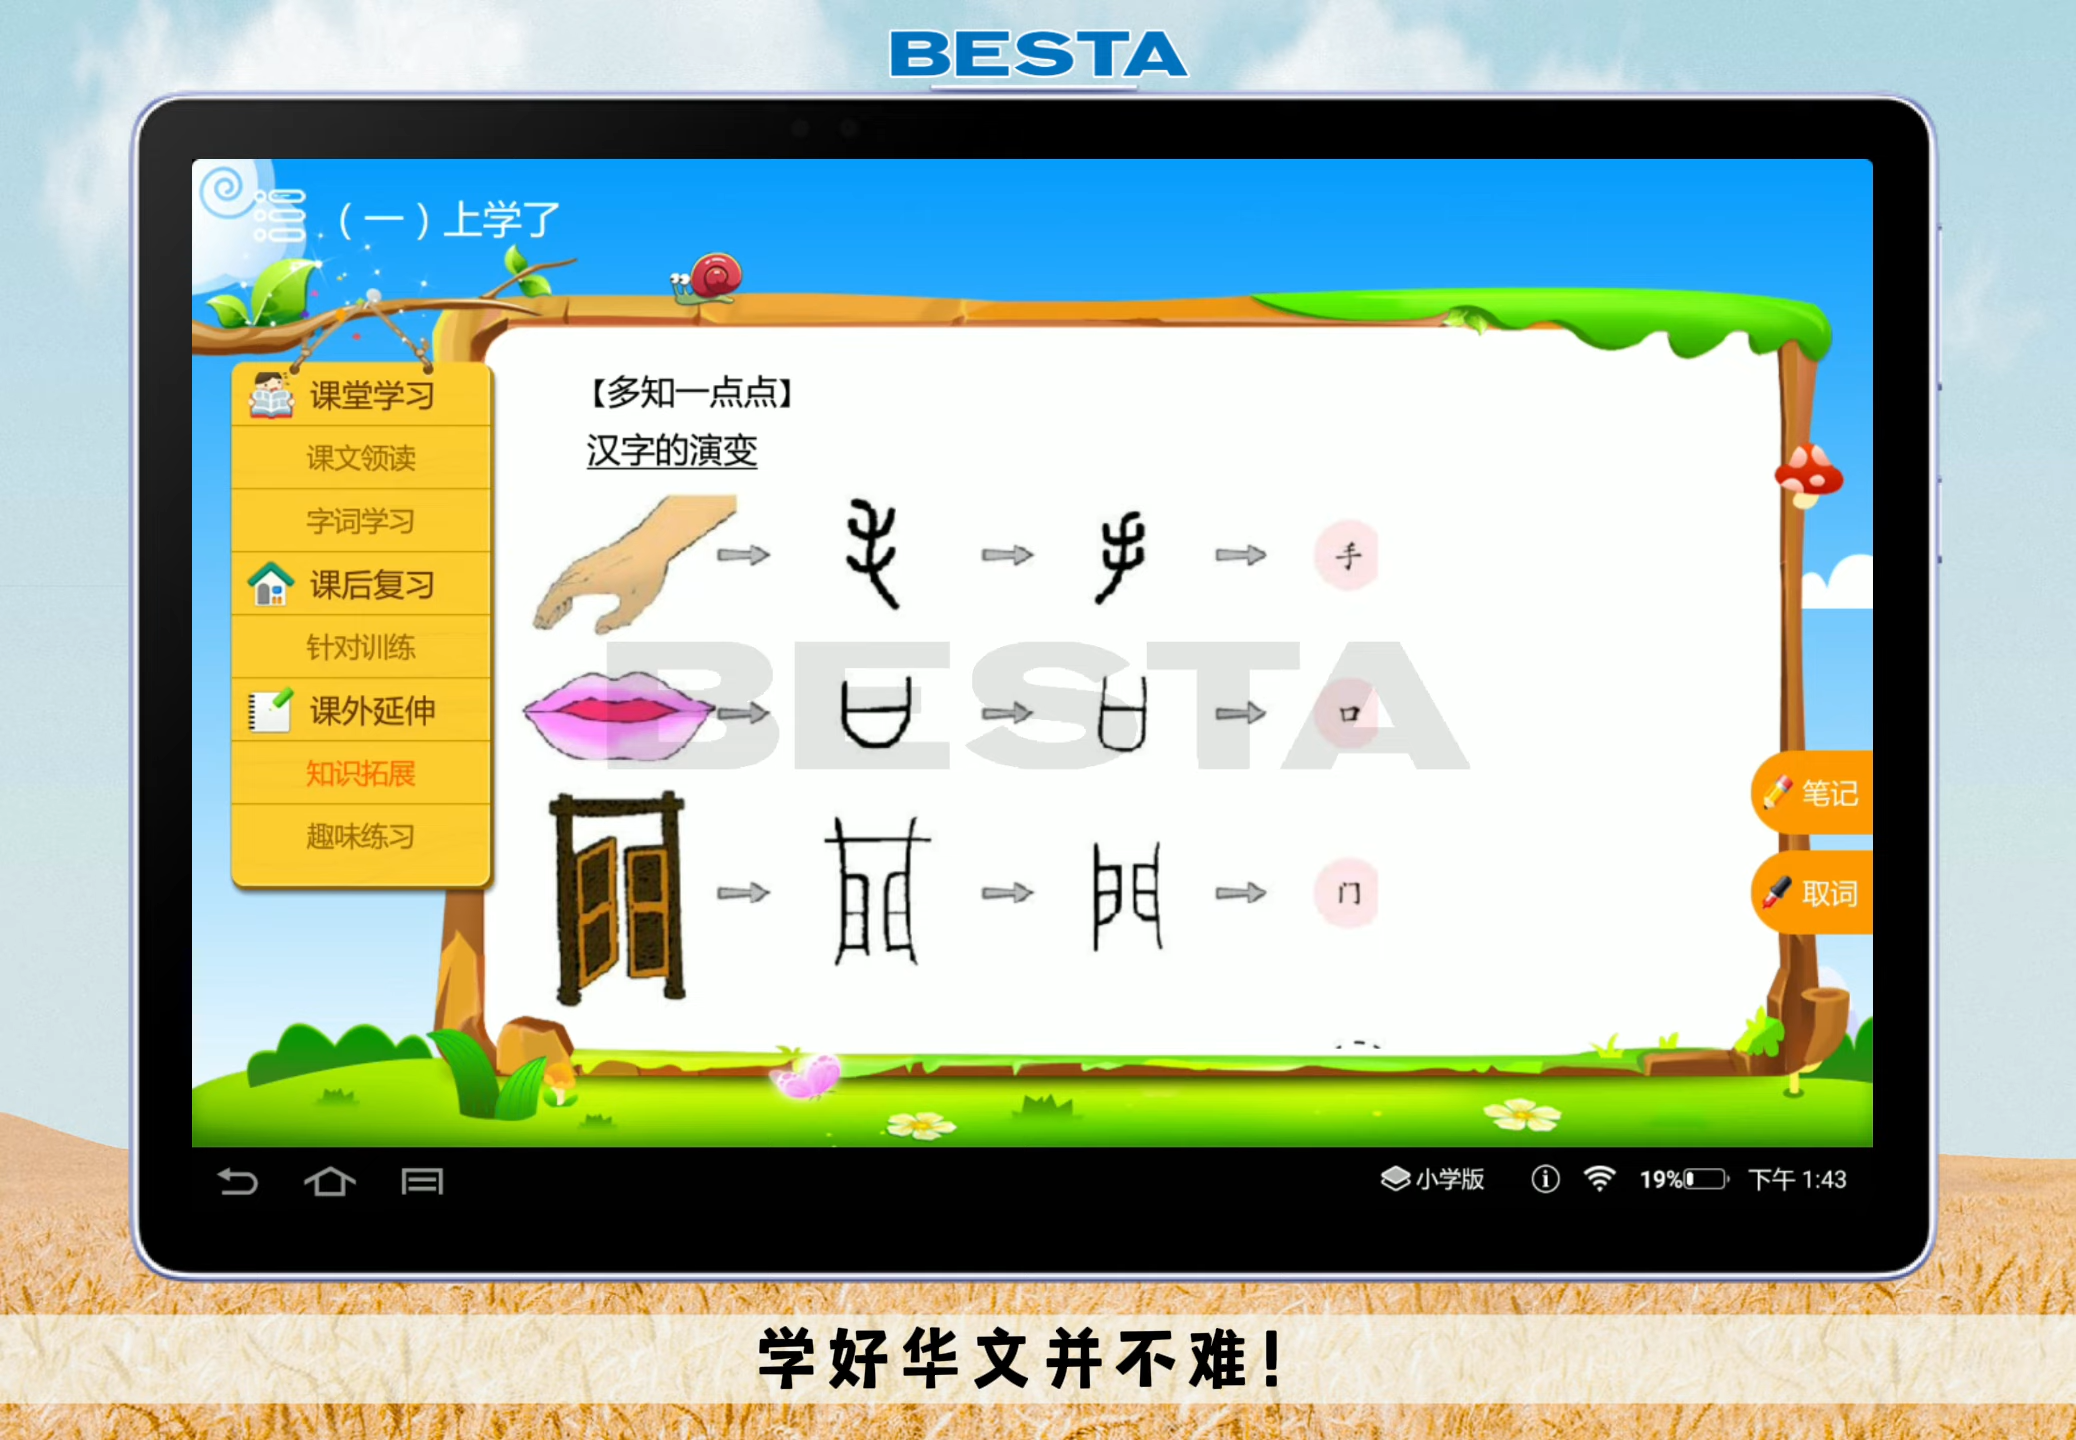 BESTA
（一）上学了
课堂学习
课文领读
字词学习
课后复习
针对训练
课外延伸
知识拓展
趣味练习
【多知一点点】
汉字的演变
手
口
门
BESTA
笔记
取词
小学版 19% 下午 1:43
学好华文并不难！